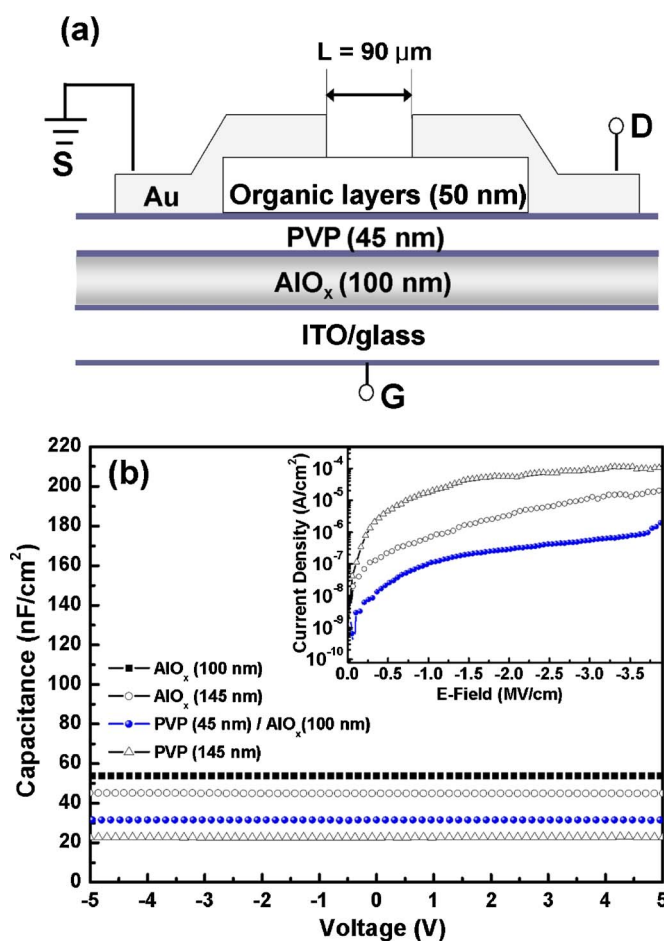 (a)
L = 90 µm
S
D
Au
Organic layers (50 nm)
PVP (45 nm)
AlOx (100 nm)
ITO/glass
G
(b)
Capacitance (nF/cm2)
220
200
180
160
140
120
100
80
60
40
20
0
AlOx (100 nm)
AlOx (145 nm)
PVP (45 nm) / AlOx(100 nm)
PVP (145 nm)
-5 -4 -3 -2 -1 0 1 2 3 4 5
Voltage (V)
Current Density (A/cm2)
10-4
10-5
10-6
10-7
10-8
10-9
10-10
0.0 -0.5 -1.0 -1.5 -2.0 -2.5 -3.0 -3.5
E-Field (MV/cm)